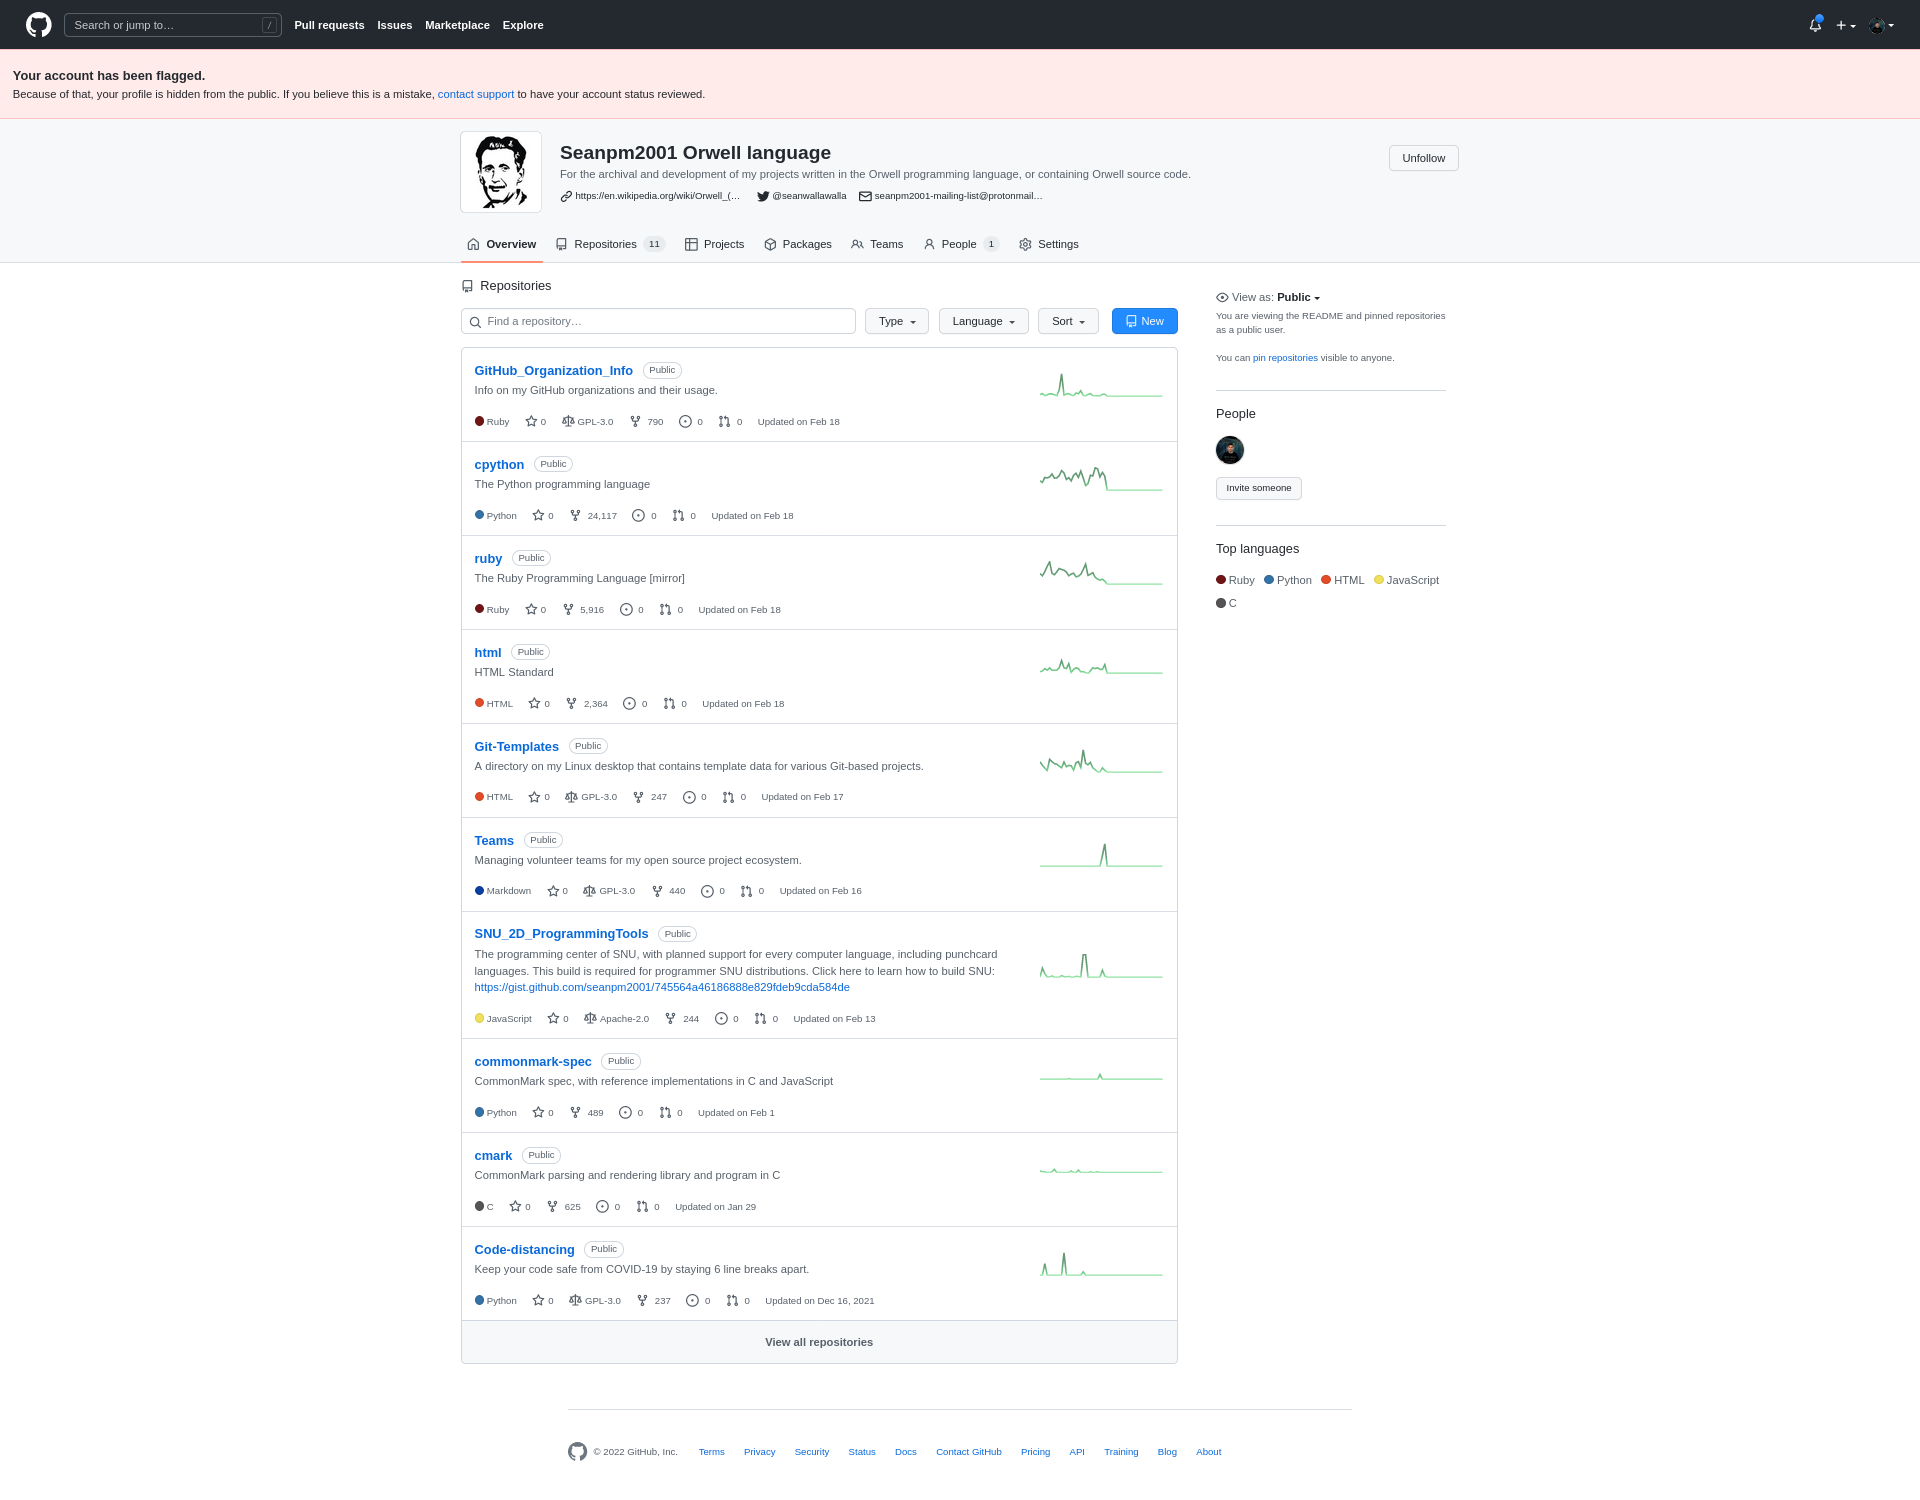 Search or jump to… /
Pull requests Issues Marketplace Explore
Your account has been flagged.
Because of that, your profile is hidden from the public. If you believe this is a mistake, contact support to have your account status reviewed.
Seanpm2001 Orwell language
Unfollow
For the archival and development of my projects written in the Orwell programming language, or containing Orwell source code.
https://en.wikipedia.org/wiki/Orwell_(… @seanwallawalla seanpm2001-mailing-list@protonmail…
Overview Repositories 11 Projects Packages Teams People 1 Settings
Repositories
Find a repository… Type Language Sort New
GitHub_Organization_Info Public
Info on my GitHub organizations and their usage.
Ruby 0 GPL-3.0 790 0 0 Updated on Feb 18
cpython Public
The Python programming language
Python 0 24,117 0 0 Updated on Feb 18
ruby Public
The Ruby Programming Language [mirror]
Ruby 0 5,916 0 0 Updated on Feb 18
html Public
HTML Standard
HTML 0 2,364 0 0 Updated on Feb 18
Git-Templates Public
A directory on my Linux desktop that contains template data for various Git-based projects.
HTML 0 GPL-3.0 247 0 0 Updated on Feb 17
Teams Public
Managing volunteer teams for my open source project ecosystem.
Markdown 0 GPL-3.0 440 0 0 Updated on Feb 16
SNU_2D_ProgrammingTools Public
The programming center of SNU, with planned support for every computer language, including punchcard
languages. This build is required for programmer SNU distributions. Click here to learn how to build SNU:
https://gist.github.com/seanpm2001/745564a46186888e829fdeb9cda584de
JavaScript 0 Apache-2.0 244 0 0 Updated on Feb 13
commonmark-spec Public
CommonMark spec, with reference implementations in C and JavaScript
Python 0 489 0 0 Updated on Feb 1
cmark Public
CommonMark parsing and rendering library and program in C
C 0 625 0 0 Updated on Jan 29
Code-distancing Public
Keep your code safe from COVID-19 by staying 6 line breaks apart.
Python 0 GPL-3.0 237 0 0 Updated on Dec 16, 2021
View all repositories
View as: Public
You are viewing the README and pinned repositories
as a public user.
You can pin repositories visible to anyone.
People
Invite someone
Top languages
Ruby Python HTML JavaScript
C
© 2022 GitHub, Inc. Terms Privacy Security Status Docs Contact GitHub Pricing API Training Blog About